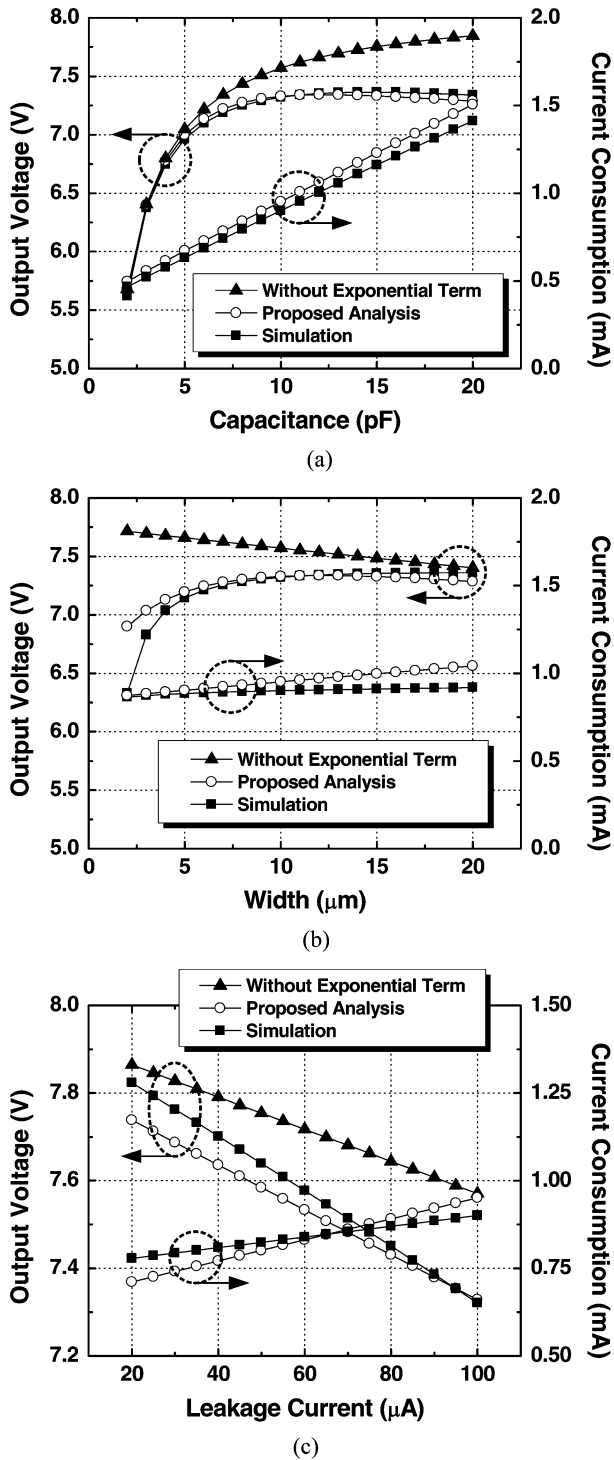 8.0
7.5
7.0
6.5
6.0
5.5
5.0
Output Voltage (V)
2.0
1.5
1.0
0.5
0.0
Current Consumption (mA)
Without Exponential Term
Proposed Analysis
Simulation
0 5 10 15 20
Capacitance (pF)
(a)
8.0
7.5
7.0
6.5
6.0
5.5
5.0
Output Voltage (V)
2.0
1.5
1.0
0.5
0.0
Current Consumption (mA)
Without Exponential Term
Proposed Analysis
Simulation
0 5 10 15 20
Width (μm)
(b)
Without Exponential Term
Proposed Analysis
Simulation
8.0
7.8
7.6
7.4
7.2
Output Voltage (V)
1.50
1.25
1.00
0.75
0.50
Current Consumption (mA)
20 40 60 80 100
Leakage Current (μA)
(c)